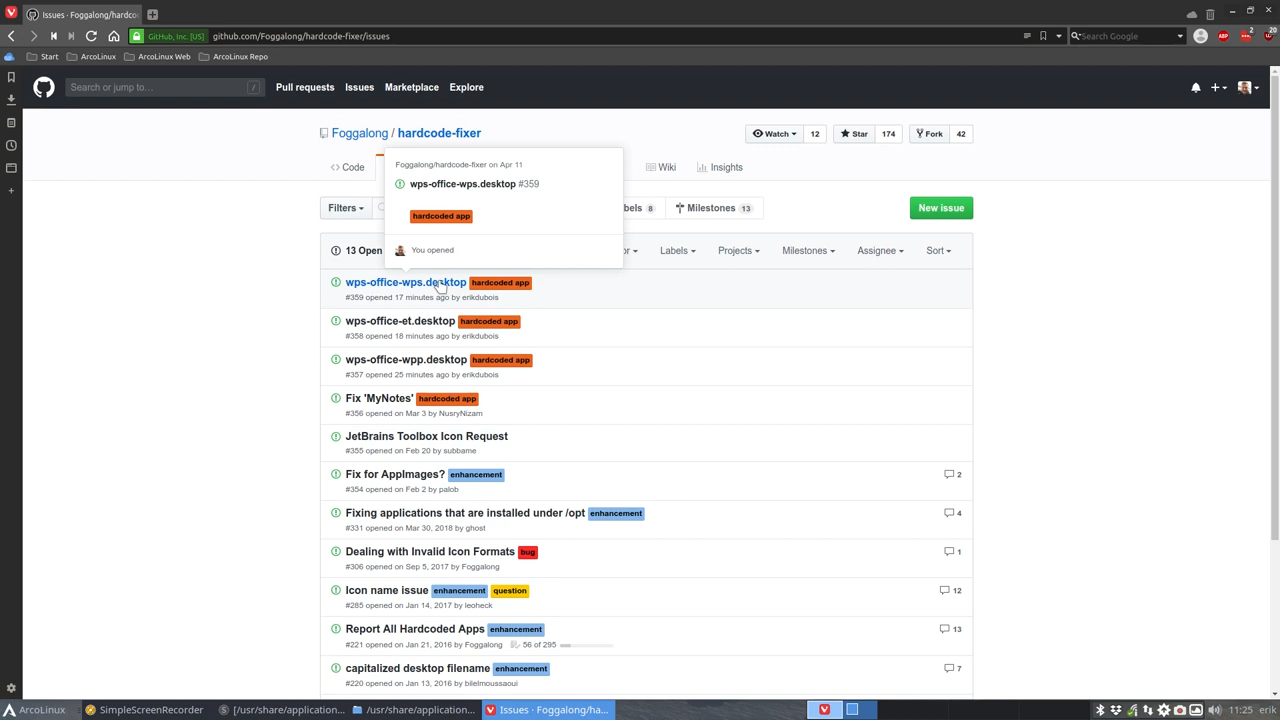 Issues - Foggalong/hardco
GitHub, Inc. [US]
github.com/Foggalong/hardcode-fixer/issues
Search Google
ABP
2
20
Start
ArcoLinux
ArcoLinux Web
ArcoLinux Repo
Search or jump to…
/
Pull requests
Issues
Marketplace
Explore
Foggalong / hardcode-fixer
Watch
12
Star
174
Fork
42
Code
Wiki
Insights
Foggalong/hardcode-fixer on Apr 11
wps-office-wps.desktop #359
hardcoded app
You opened
Filters
bels 8
Milestones 13
New issue
13 Open
or
Labels
Projects
Milestones
Assignee
Sort
wps-office-wps.desktop hardcoded app
#359 opened 17 minutes ago by erikdubois
wps-office-et.desktop hardcoded app
#358 opened 18 minutes ago by erikdubois
wps-office-wpp.desktop hardcoded app
#357 opened 25 minutes ago by erikdubois
Fix 'MyNotes' hardcoded app
#356 opened on Mar 3 by NusryNizam
JetBrains Toolbox Icon Request
#355 opened on Feb 20 by subbame
Fix for AppImages? enhancement
2
#354 opened on Feb 2 by palob
Fixing applications that are installed under /opt enhancement
4
#331 opened on Mar 30, 2018 by ghost
Dealing with Invalid Icon Formats bug
1
#306 opened on Sep 5, 2017 by Foggalong
Icon name issue enhancement question
12
#285 opened on Jan 14, 2017 by leoheck
Report All Hardcoded Apps enhancement
13
#221 opened on Jan 21, 2016 by Foggalong 56 of 295
capitalized desktop filename enhancement
7
#220 opened on Jan 13, 2016 by bilelmoussaoui
ArcoLinux
SimpleScreenRecorder
[/usr/share/application...
/usr/share/application...
Issues · Foggalong/ha...
11:25
erik